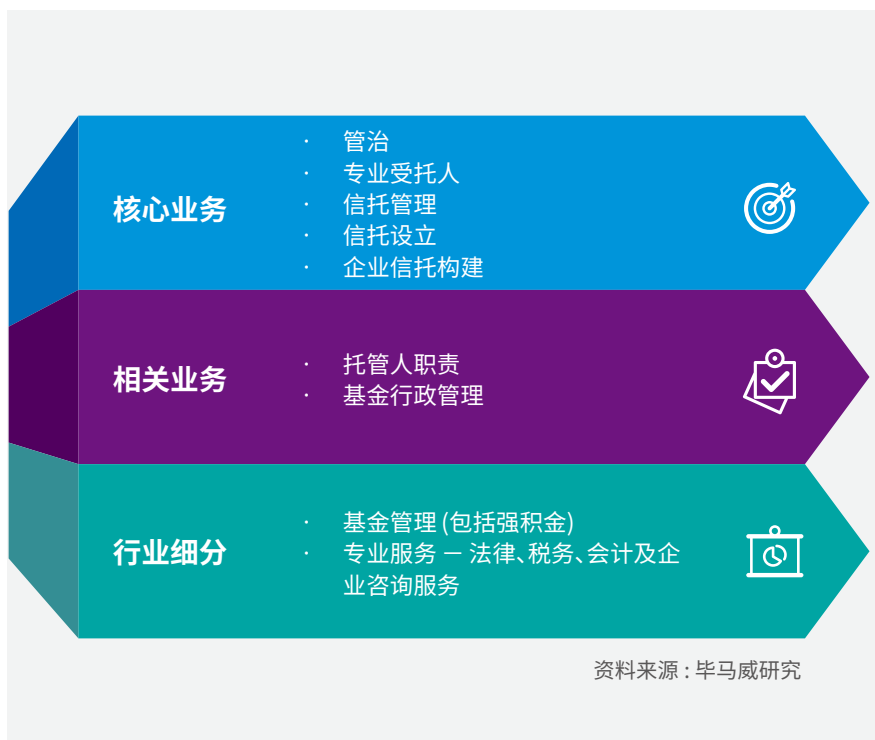 核心业务
· 管治
· 专业受托人
· 信托管理
· 信托设立
· 企业信托构建
相关业务
· 托管人职责
· 基金行政管理
行业细分
· 基金管理 (包括强积金)
· 专业服务 － 法律、税务、会计及企
业咨询服务
资料来源 : 毕马威研究